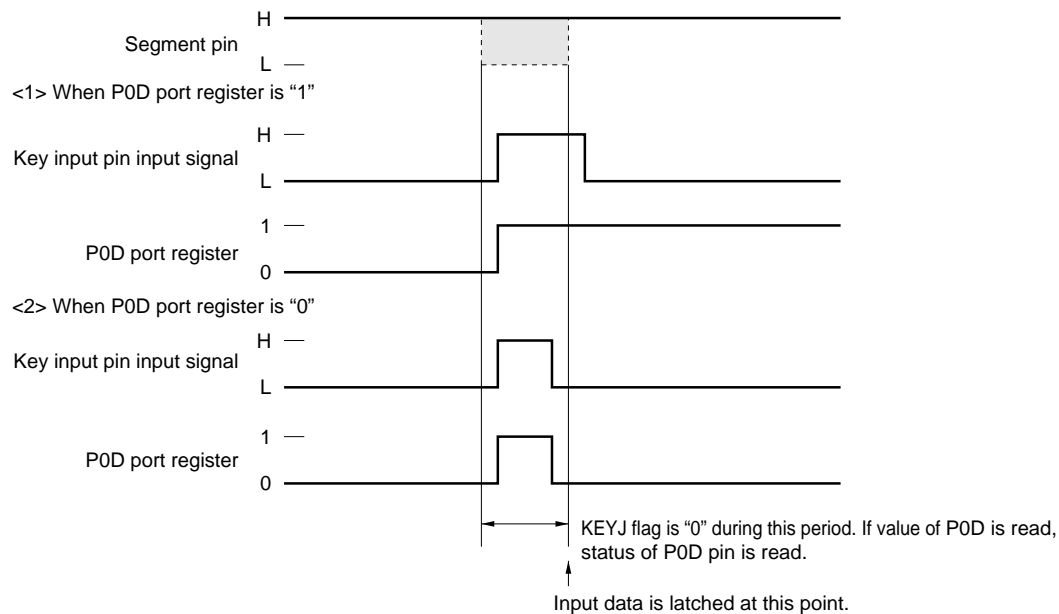 H
Segment pin
L
<1> When P0D port register is “1”
H
Key input pin input signal
L
1
P0D port register
0
<2> When P0D port register is “0”
H
Key input pin input signal
L
1
P0D port register
0
KEYJ flag is “0” during this period. If value of P0D is read,
status of P0D pin is read.
Input data is latched at this point.